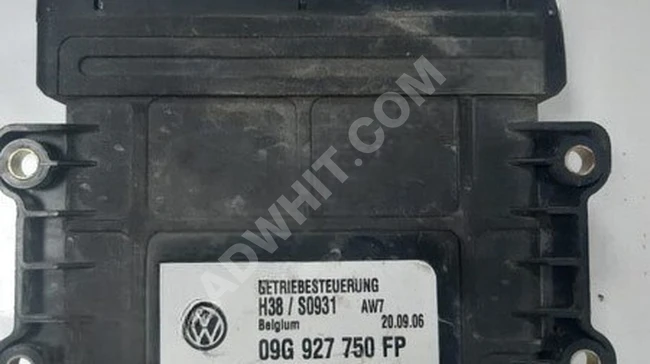 GETRIEBESTEUERUNG
H38 / S0931 AW7
Belgium 20.09.06
09G 927 750 FP
ADWHIT.COM